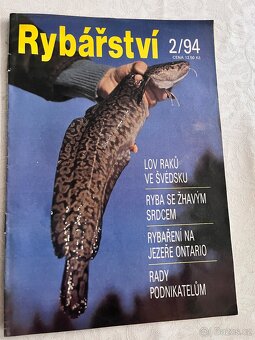 Rybářství
2/94
CENA 12,90 Kč
LOV RAKŮ
VE ŠVÉDSKU
RYBA SE ŽHAVÝM
SRDCEM
RYBAŘENÍ NA
JEZEŘE ONTARIO
RADY
PODNIKATELŮM